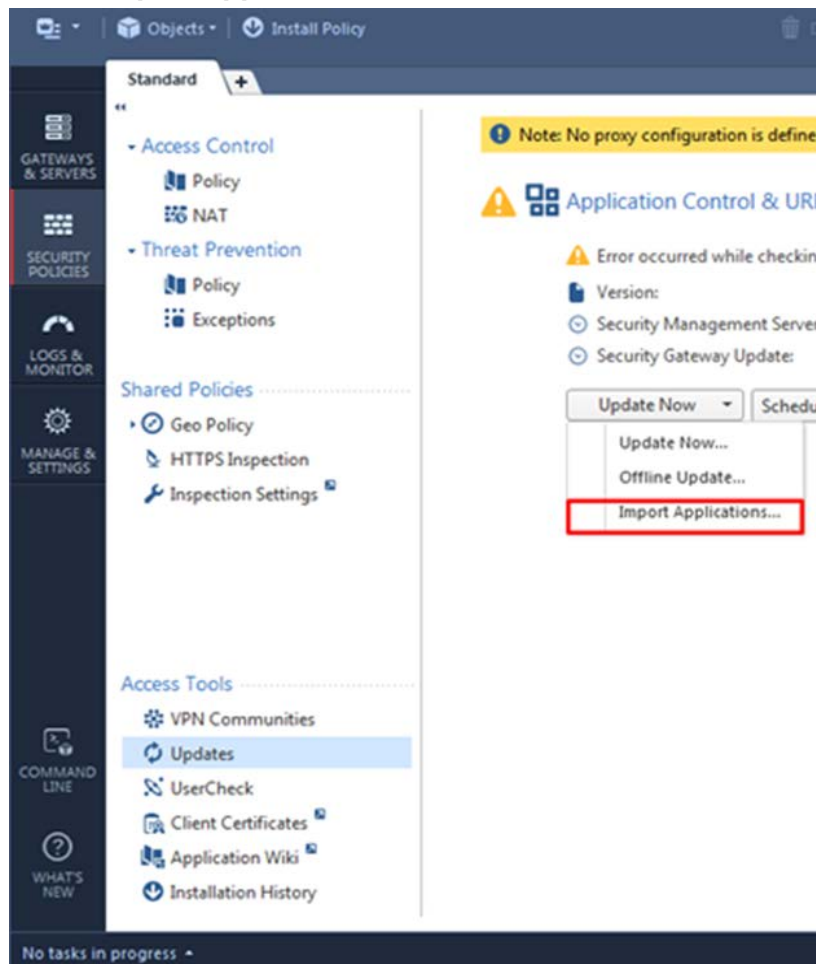 Objects
Install Policy
Standard
+
GATEWAYS
& SERVERS
SECURITY
POLICIES
LOGS &
MONITOR
MANAGE &
SETTINGS
COMMAND
LINE
WHAT'S
NEW
Access Control
Policy
NAT
Threat Prevention
Policy
Exceptions
Shared Policies
Geo Policy
HTTPS Inspection
Inspection Settings
Access Tools
VPN Communities
Updates
UserCheck
Client Certificates
Application Wiki
Installation History
Note: No proxy configuration is define
Application Control & URL
Error occurred while checkin
Version:
Security Management Server
Security Gateway Update:
Update Now
Schedu
Update Now...
Offline Update...
Import Applications...
No tasks in progress